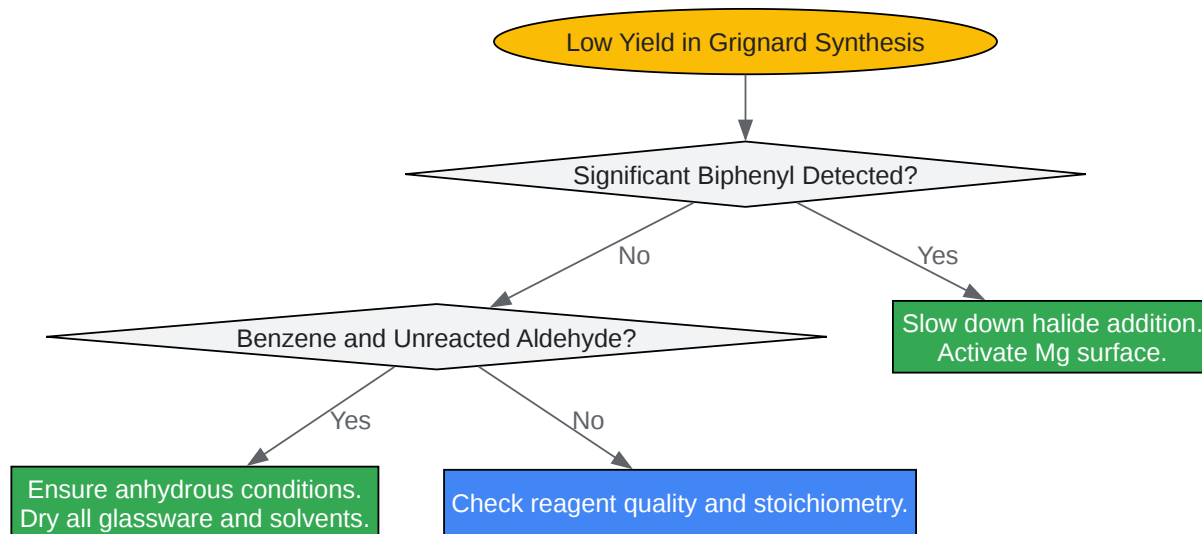 Low Yield in Grignard Synthesis
Significant Biphenyl Detected?
No
Yes
Slow down halide addition.
Activate Mg surface.
Benzene and Unreacted Aldehyde?
Yes
No
Ensure anhydrous conditions.
Dry all glassware and solvents.
Check reagent quality and stoichiometry.